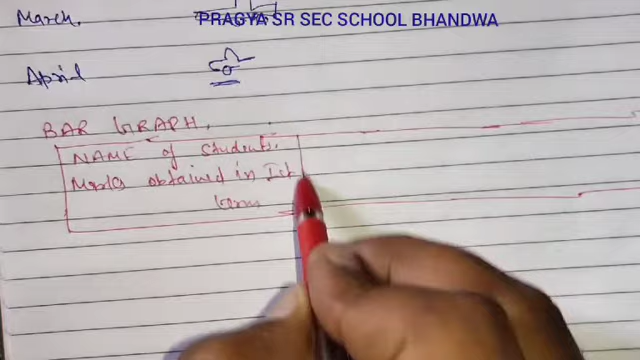 March.
PRAGYA SR SEC SCHOOL BHANDWA
April
BAR GRAPH.
NAME of Students.
Marks obtained in Ist
term